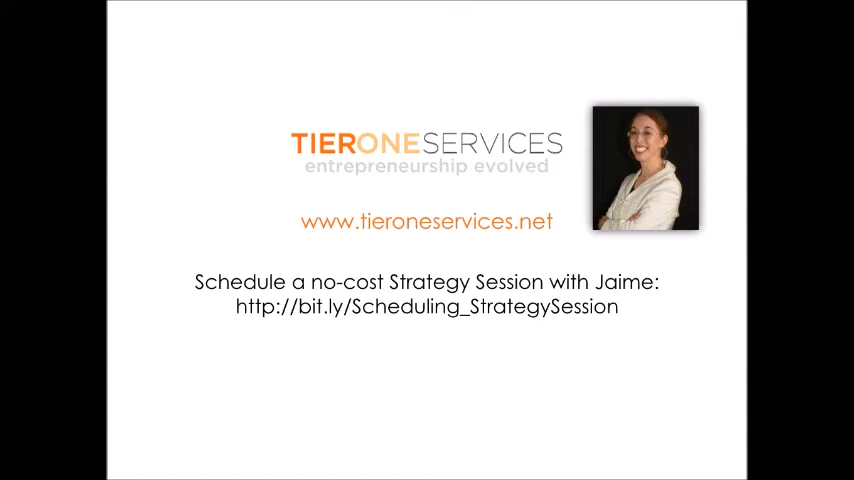 TIERONESERVICES
entrepreneurship evolved
www.tieroneservices.net
Schedule a no-cost Strategy Session with Jaime:
http://bit.ly/Scheduling_StrategySession